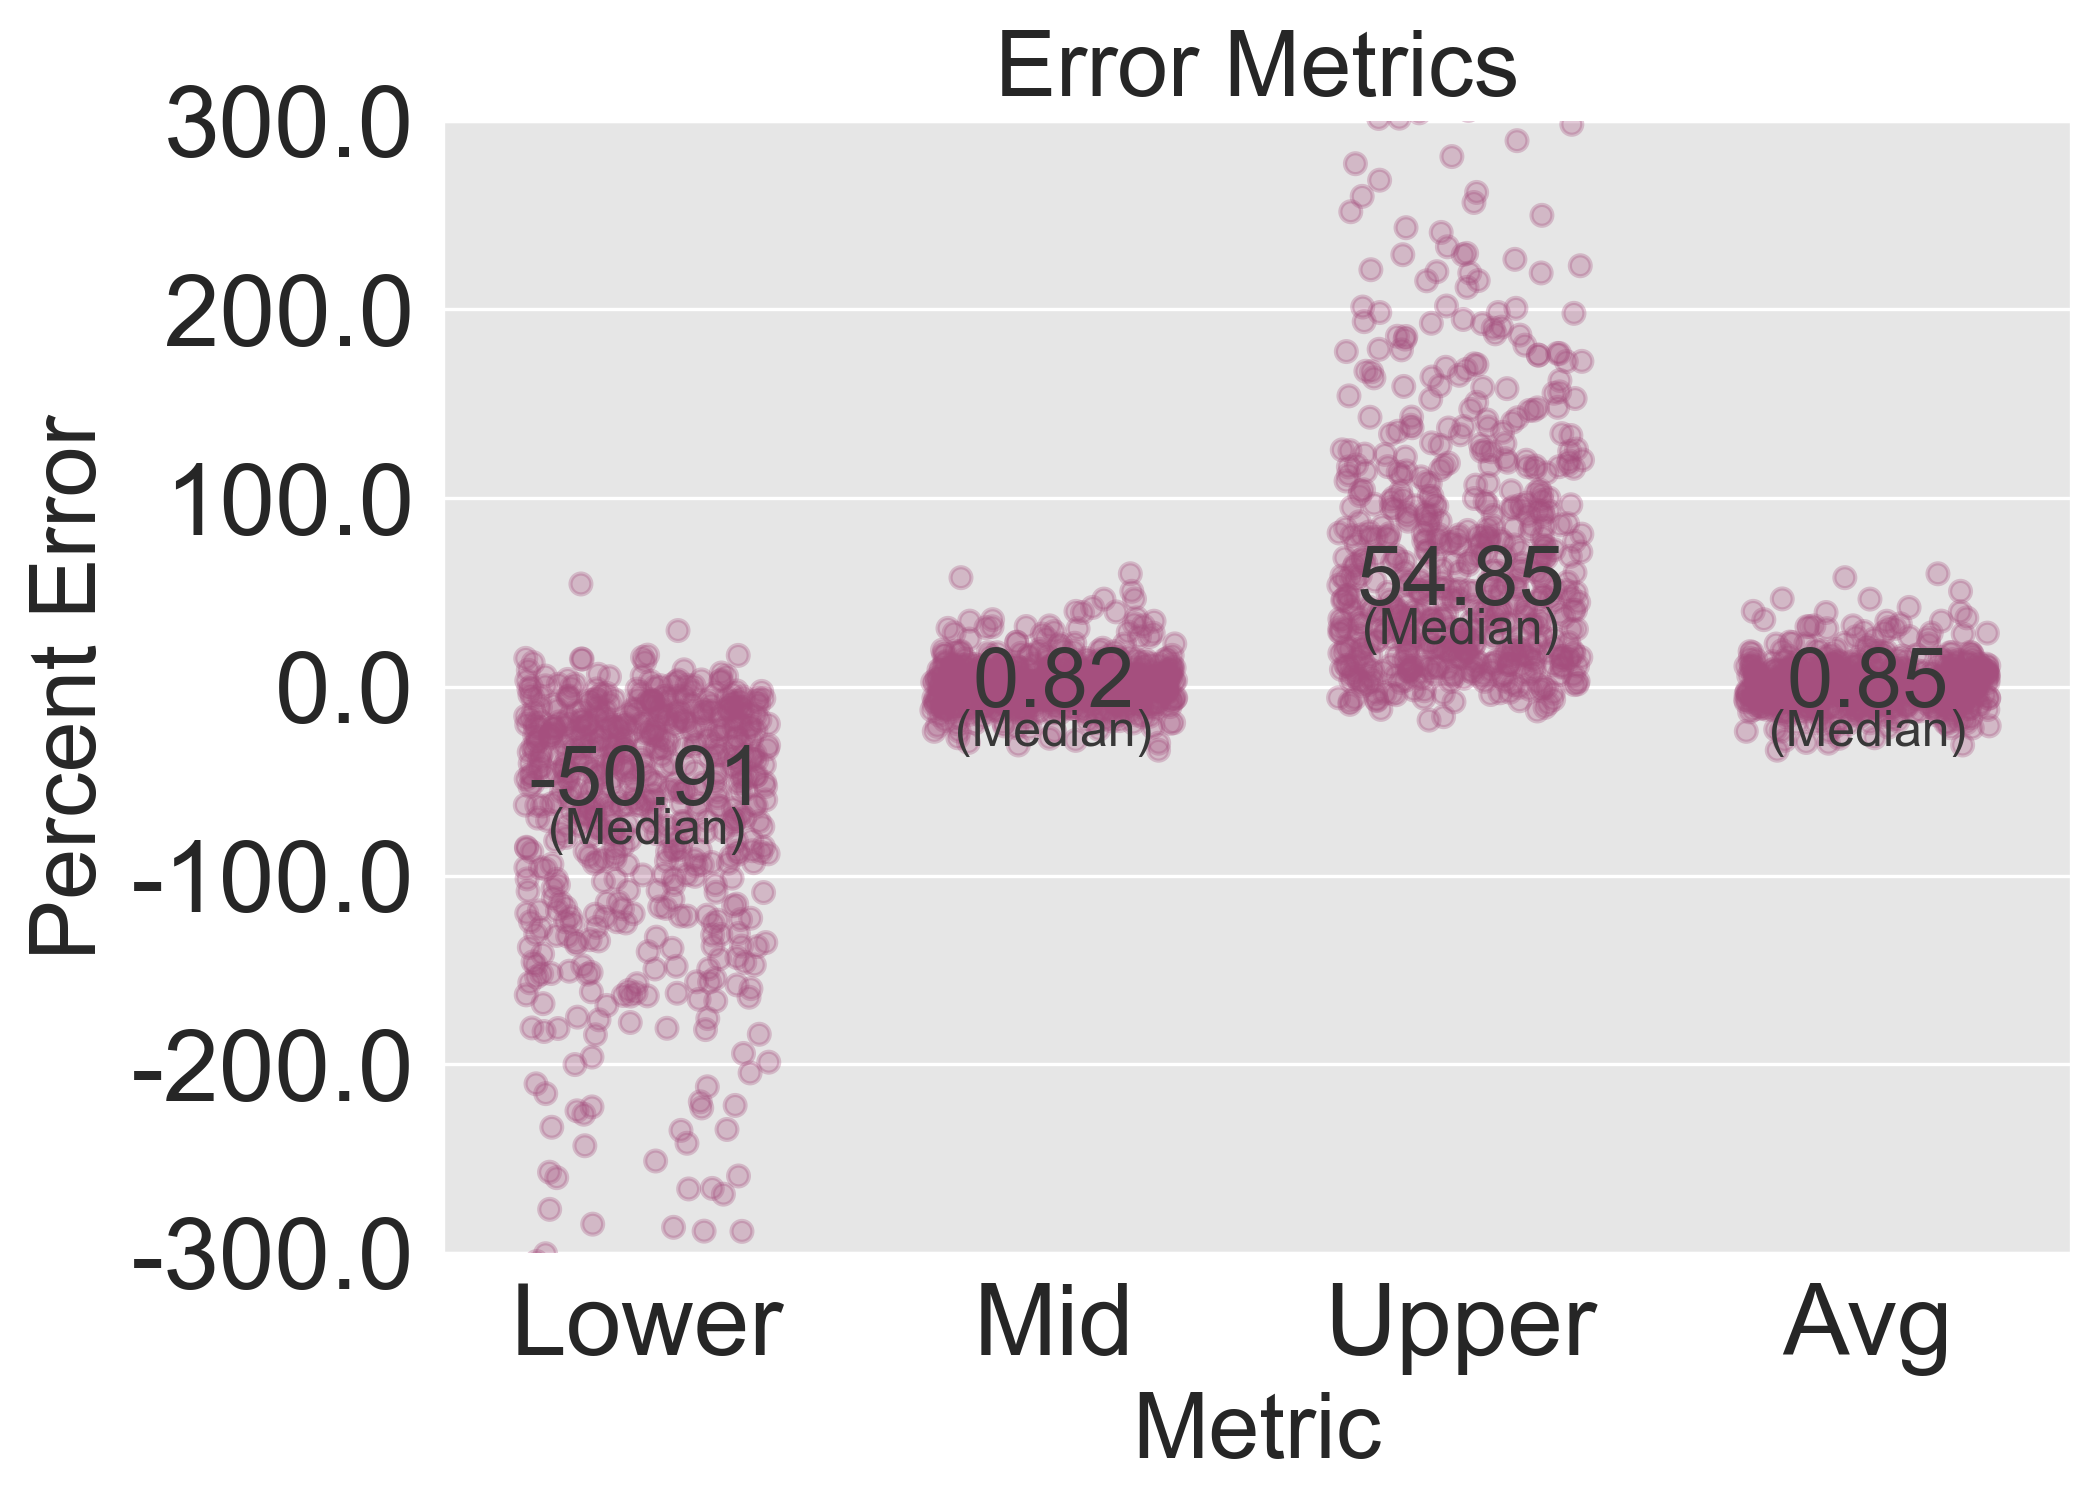 Error Metrics
300.0
200.0
100.0
0.0
-100.0
-200.0
-300.0
Percent Error
-50.91
(Median)
0.82
(Median)
54.85
(Median)
0.85
(Median)
Lower Mid Upper Avg
Metric